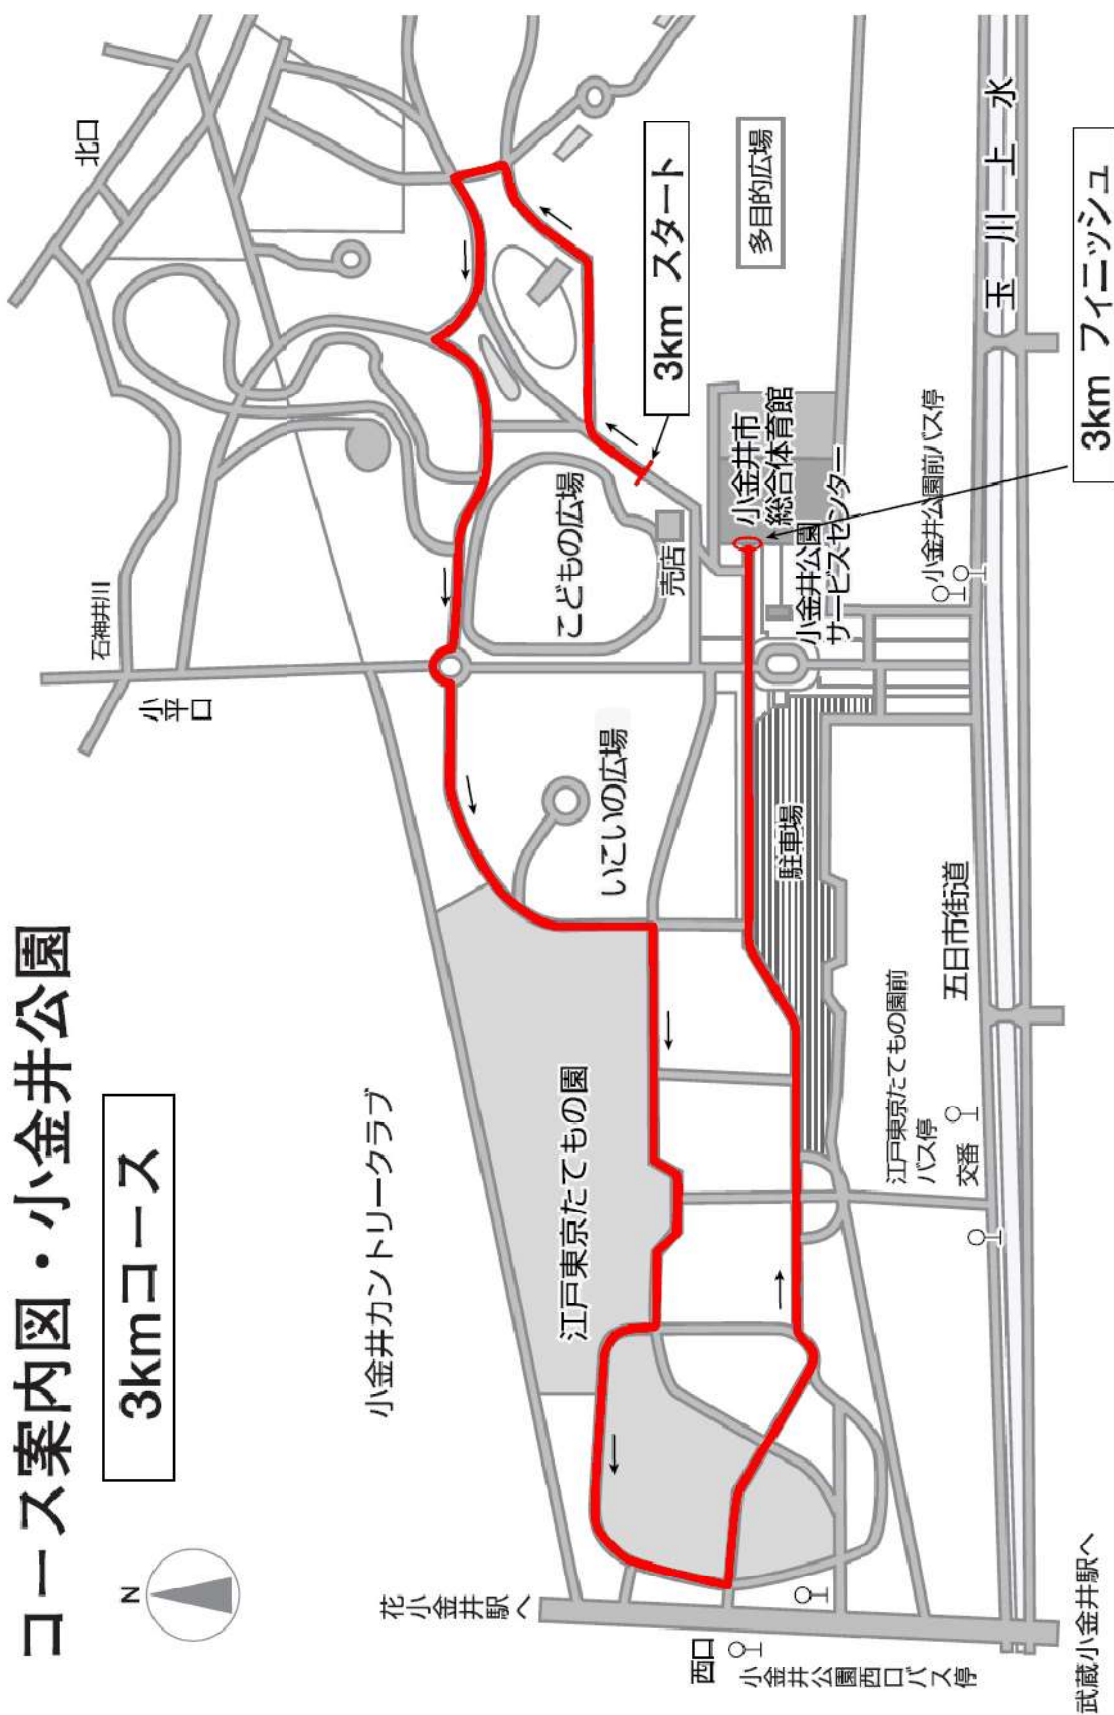 コース案内図・小金井公園
3kmコース
N
小金井カントリークラブ
花小金井駅へ
西口
小金井公園西口バス停
武蔵小金井駅へ
江戸東京たてもの園
江戸東京たてもの園前
バス停
交番
五日市街道
駐車場
いこいの広場
小平口
石神井川
北口
こどもの広場
売店
小金井公園
サービスセンター
小金井市
総合体育館
小金井公園前バス停
3km スタート
多目的広場
玉川上水
3km フィニッシュ